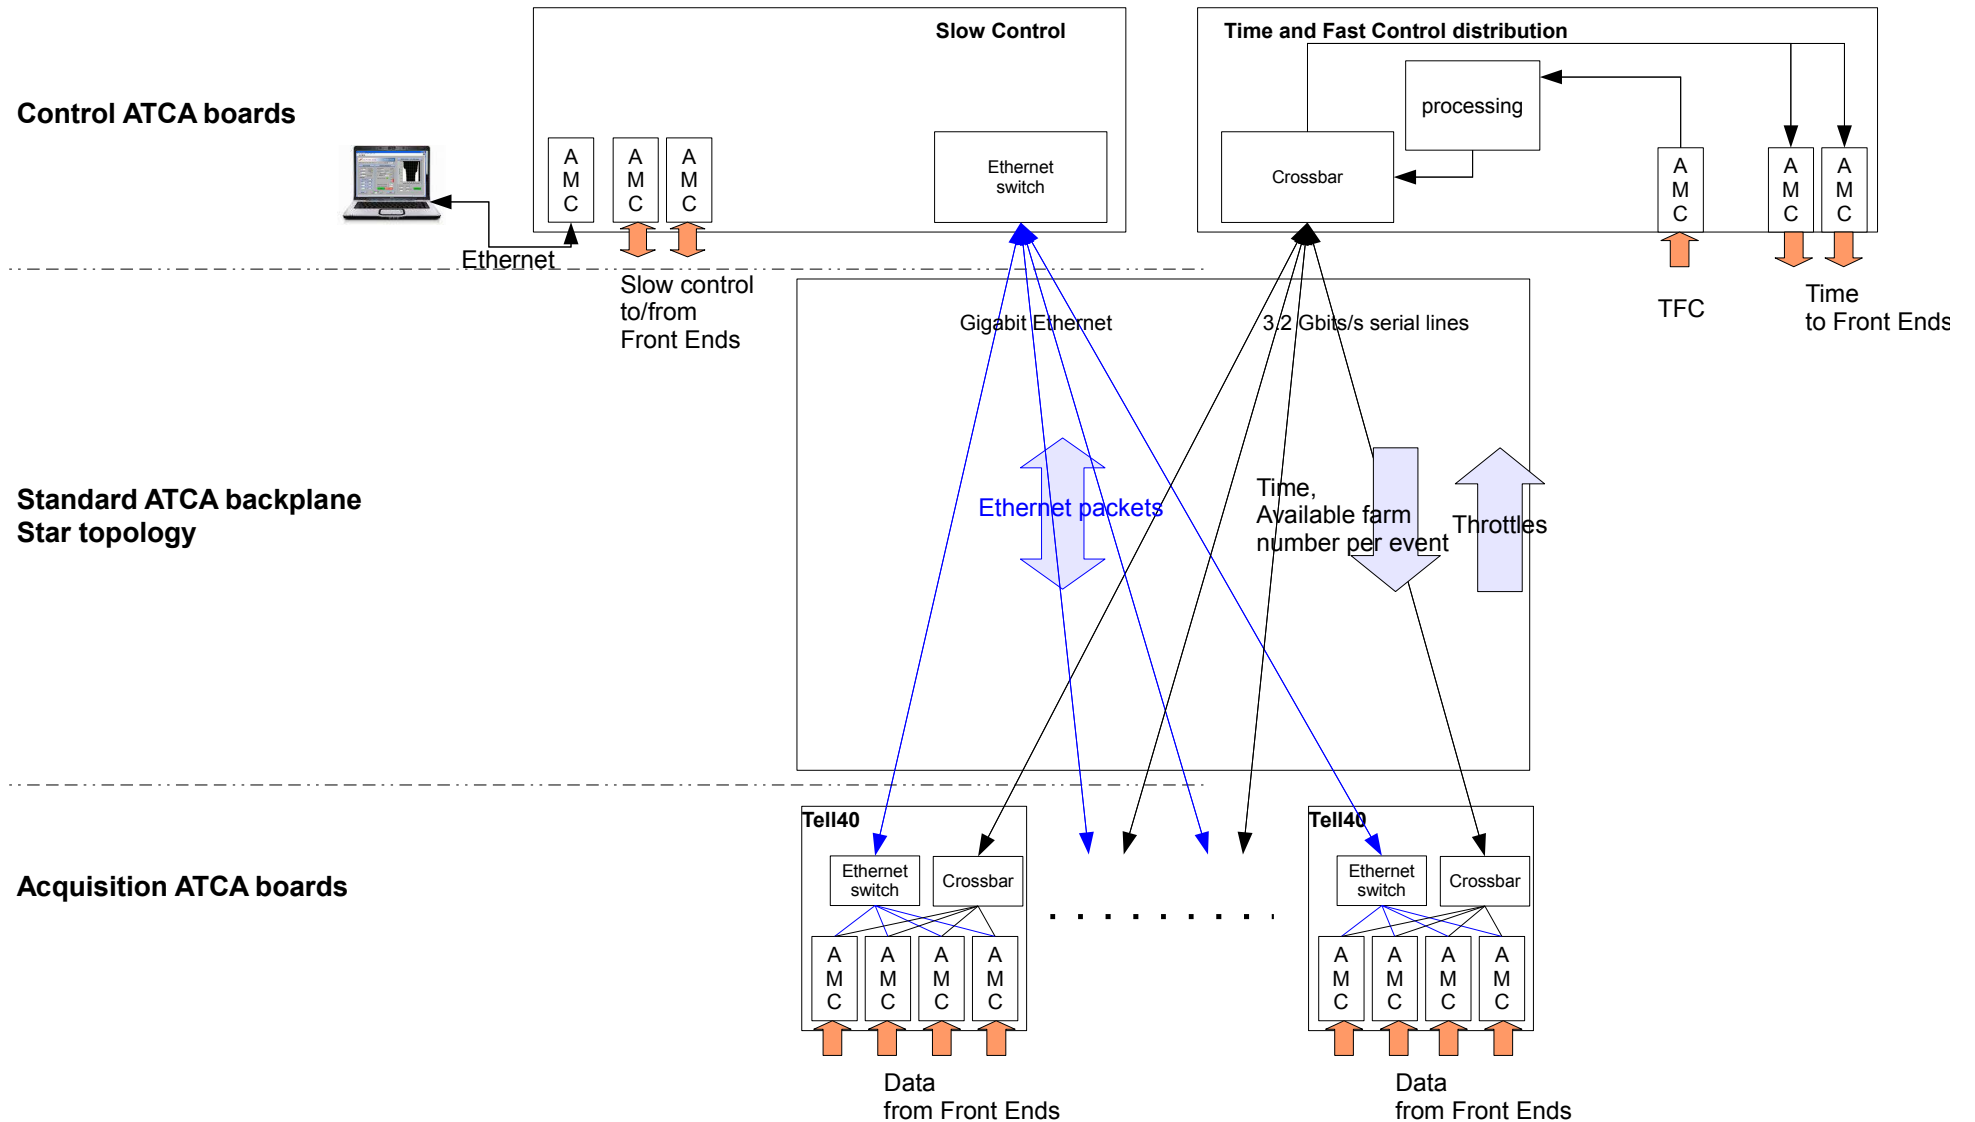 Slow Control
Time and Fast Control distribution
Control ATCA boards
processing
A
M
C
A
M
C
A
M
C
Ethernet
switch
Crossbar
A
M
C
A
M
C
A
M
C
Ethernet
Slow control
to/from
Front Ends
TFC
Time
to Front Ends
Gigabit Ethernet
3.2 Gbits/s serial lines
Standard ATCA backplane
Star topology
Ethernet packets
Time,
Available farm
number per event
Throttles
Tell40
Tell40
Acquisition ATCA boards
Ethernet
switch
Crossbar
Ethernet
switch
Crossbar
A
M
C
A
M
C
A
M
C
A
M
C
A
M
C
A
M
C
A
M
C
A
M
C
Data
from Front Ends
Data
from Front Ends